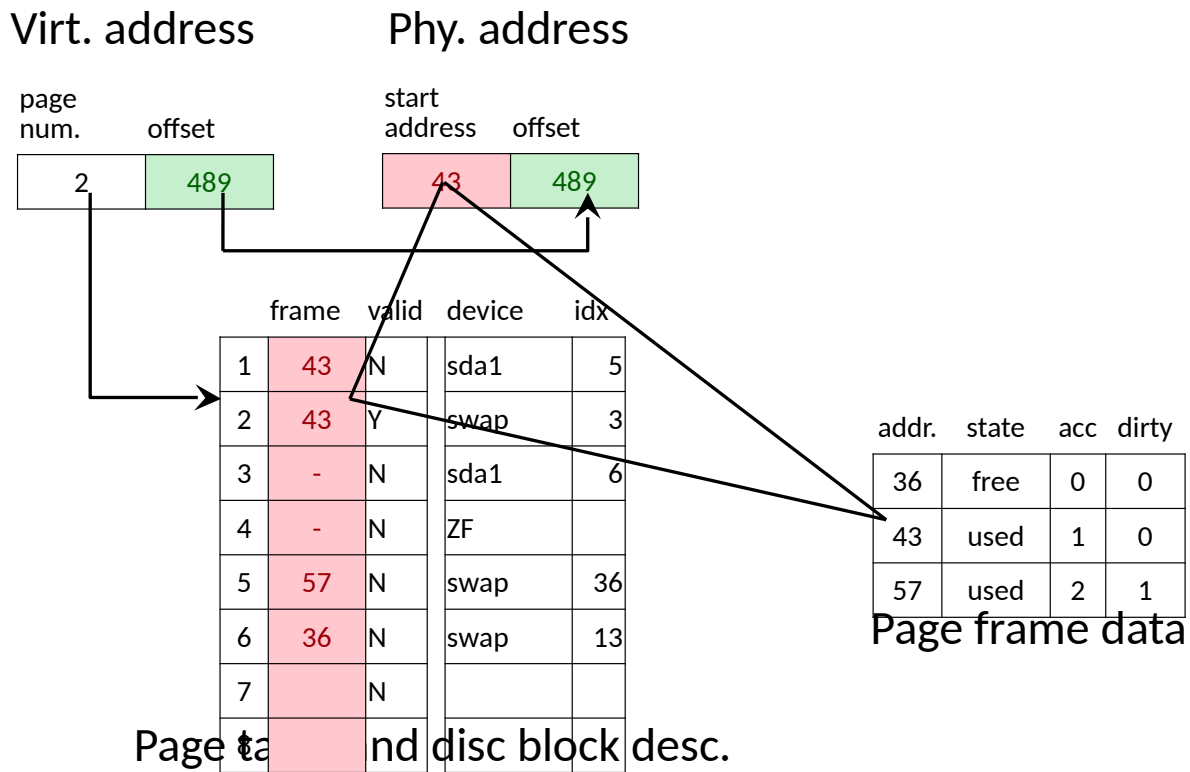 Virt. address
Phy. address
page
num.
offset
start
address
offset
2
489
43
489
frame valid device idx
1 43 N sda1 5
2 43 Y swap 3
3 - N sda1 6
4 - N ZF
5 57 N swap 36
6 36 N swap 13
7 N
8
addr. state acc dirty
36 free 0 0
43 used 1 0
57 used 2 1
Page frame data
Page ta nd disc block desc.